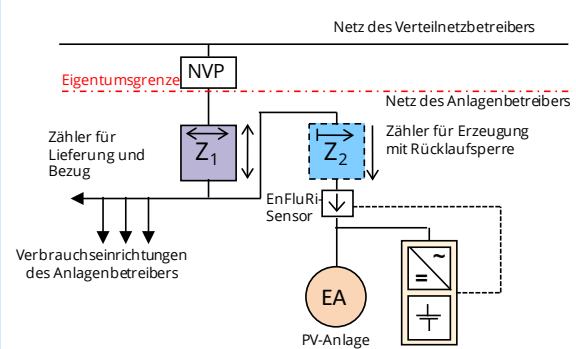 Netz des Verteilnetzbetreibers
NVP
Eigentumsgrenze
Netz des Anlagenbetreibers
Zähler für
Lieferung und
Bezug
Z1
Z2
Zähler für Erzeugung
mit Rücklaufsperre
EnFluRi-
Sensor
Verbrauchseinrichtungen
des Anlagenbetreibers
EA
~
=
PV-Anlage